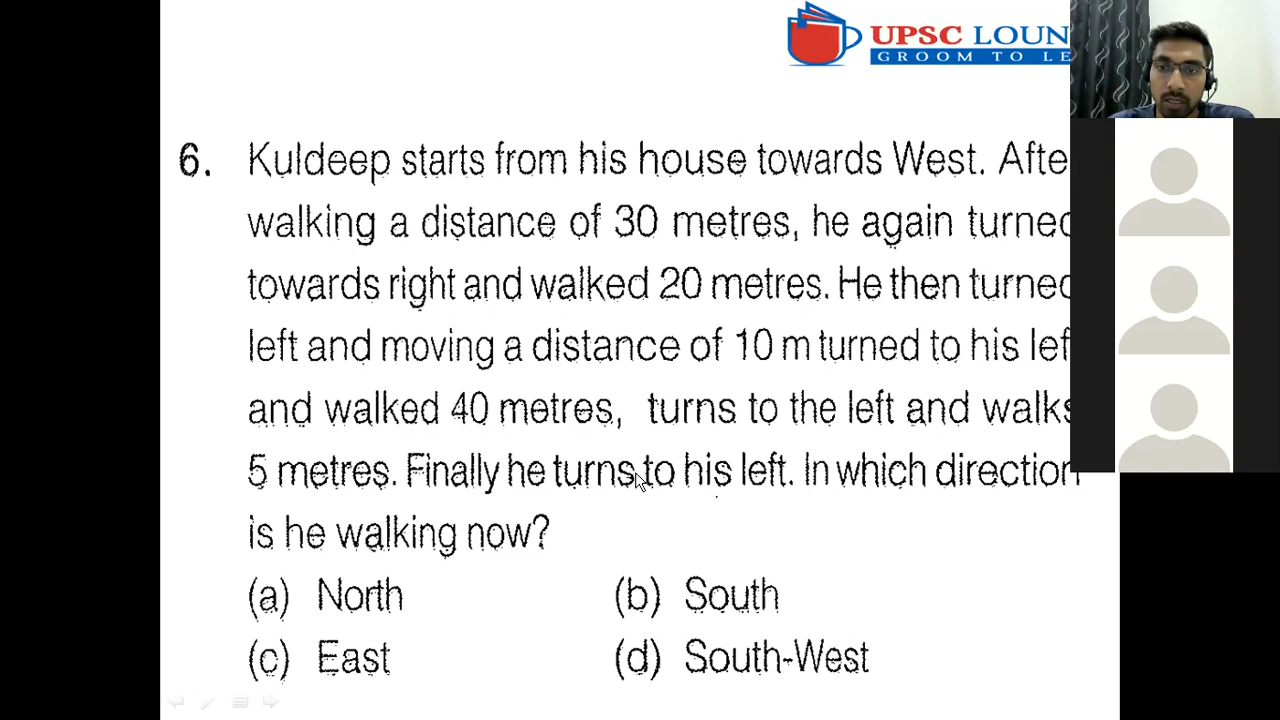 UPSC LOUN
GROOM TO LE
6. Kuldeep starts from his house towards West. Afte
walking a distance of 30 metres, he again turned
towards right and walked 20 metres. He then turned
left and moving a distance of 10 m turned to his lef
and walked 40 metres, turns to the left and walks
5 metres. Finally he turns to his left. In which direction
is he walking now?
(a) North (b) South
(c) East (d) South-West